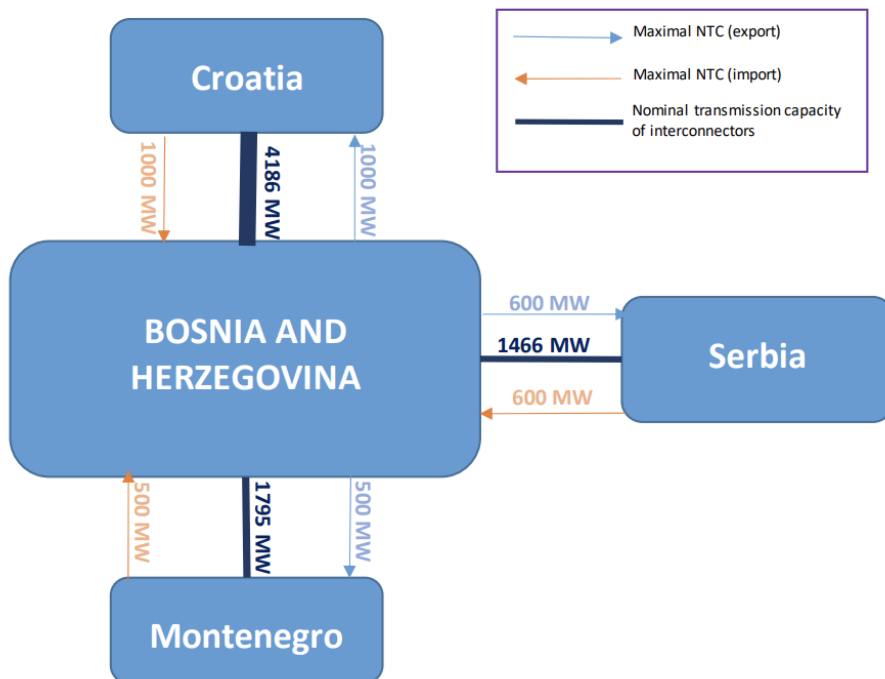 Maximal NTC (export)
Maximal NTC (import)
Nominal transmission capacity
of interconnectors
Croatia
1000 MW
4186 MW
1000 MW
BOSNIA AND
HERZEGOVINA
600 MW
1466 MW
600 MW
Serbia
500 MW
1795 MW
500 MW
Montenegro